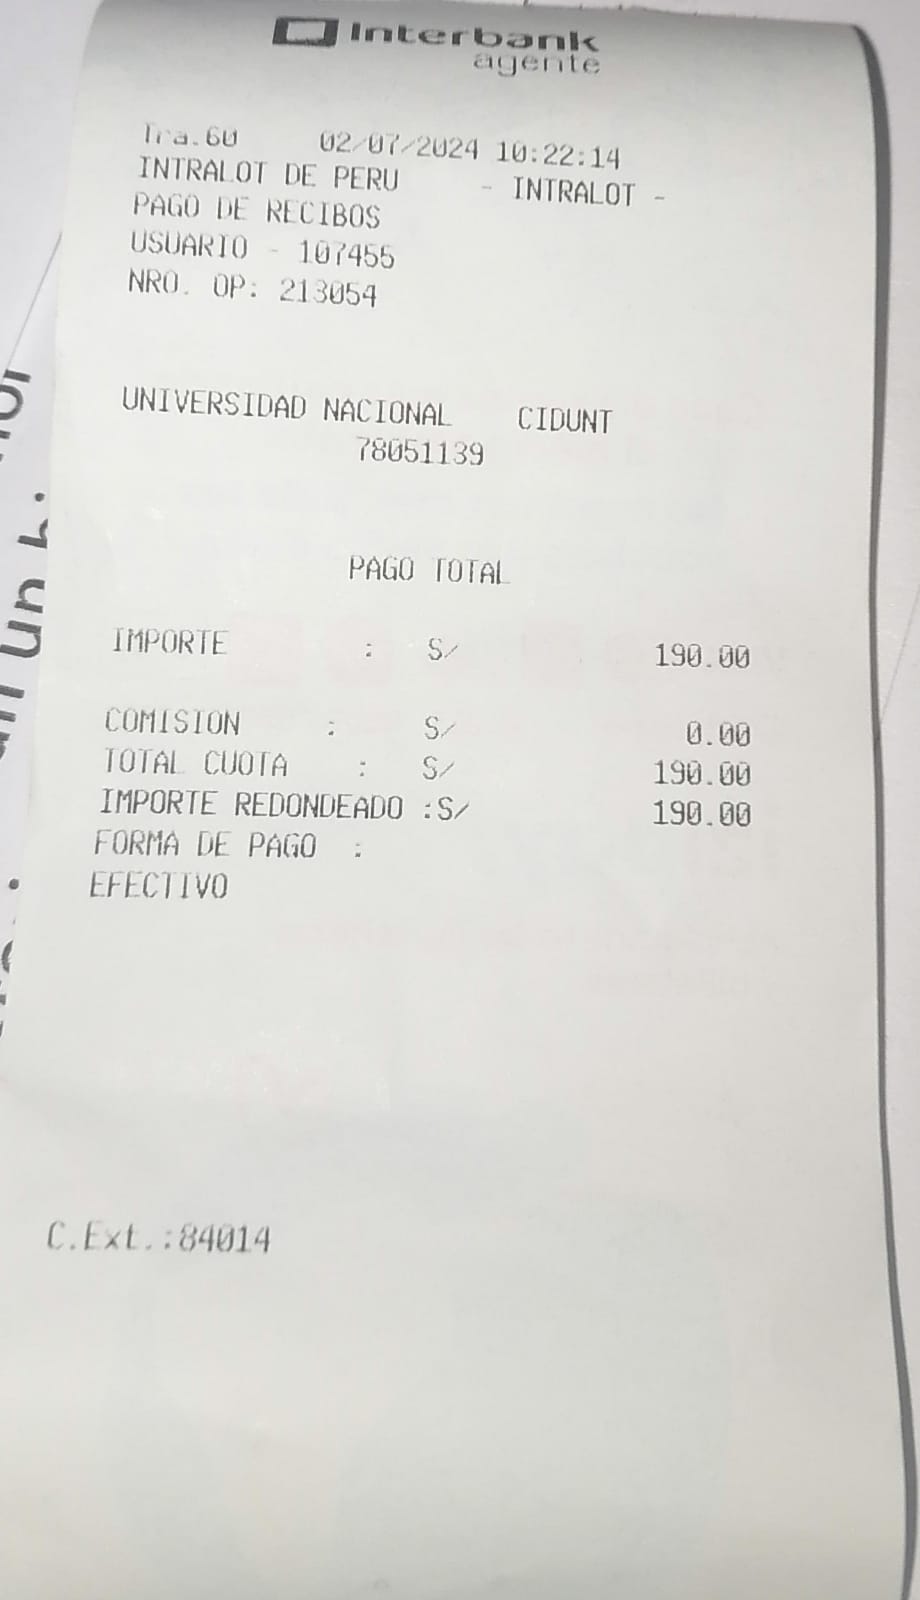 Interbank
agente
Tra.60 02/07/2024 10:22:14
INTRALOT DE PERU - INTRALOT -
PAGO DE RECIBOS
USUARIO - 107455
NRO. OP: 213054
UNIVERSIDAD NACIONAL CIDUNT
78051139
PAGO TOTAL
IMPORTE : S/ 190.00
COMISION : S/ 0.00
TOTAL CUOTA : S/ 190.00
IMPORTE REDONDEADO :S/ 190.00
FORMA DE PAGO :
EFECTIVO
C.Ext.:84014